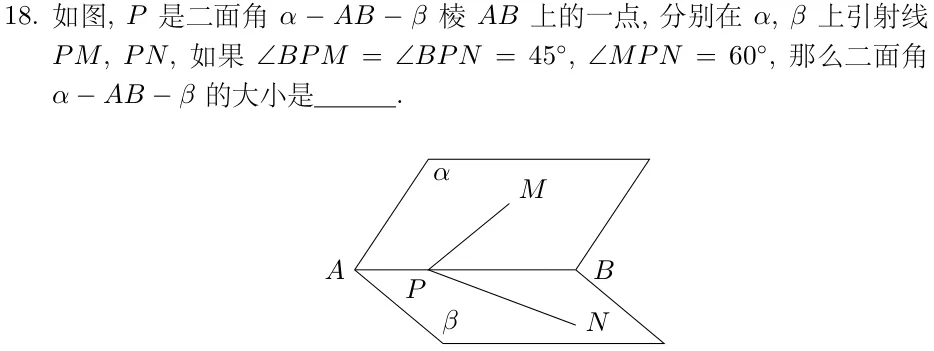 18. 如图, P 是二面角 α − AB − β 棱 AB 上的一点, 分别在 α, β 上引射线
PM, PN, 如果 ∠BPM = ∠BPN = 45°, ∠MPN = 60°, 那么二面角
α − AB − β 的大小是______.
α
M
A
B
P
β
N